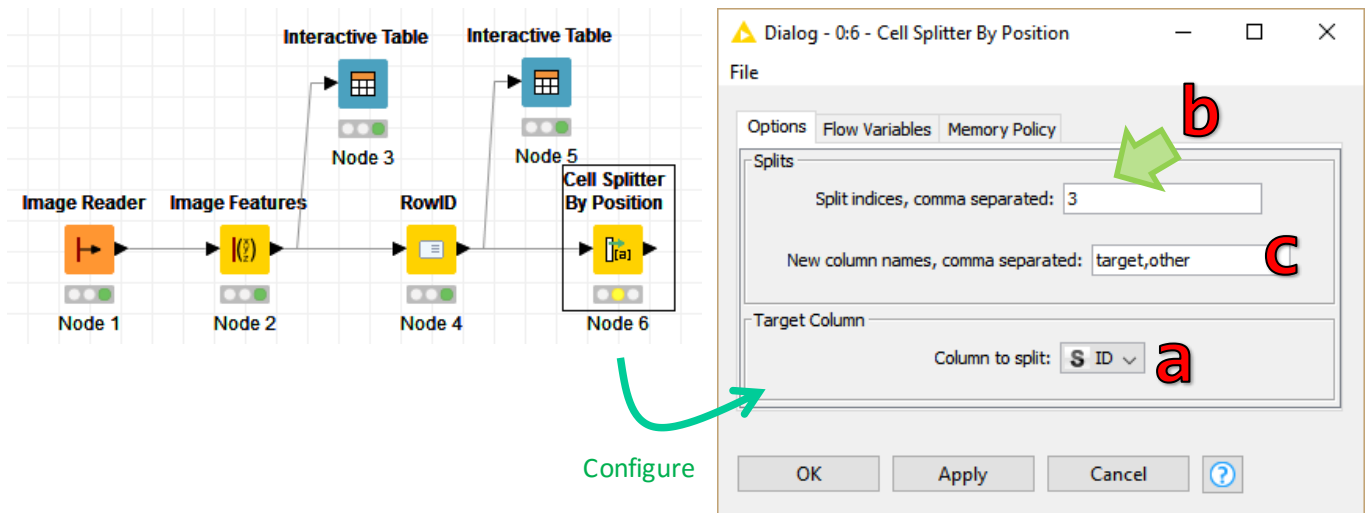 Interactive Table
Interactive Table
Node 3
Node 5
Image Reader
Image Features
RowID
Cell Splitter
By Position
[a]
Node 1
Node 2
Node 4
Node 6
Configure
Dialog - 0:6 - Cell Splitter By Position
File
b
Options Flow Variables Memory Policy
Splits
Split indices, comma separated: 3
New column names, comma separated: target,other
c
Target Column
Column to split: S ID
a
OK Apply Cancel ?